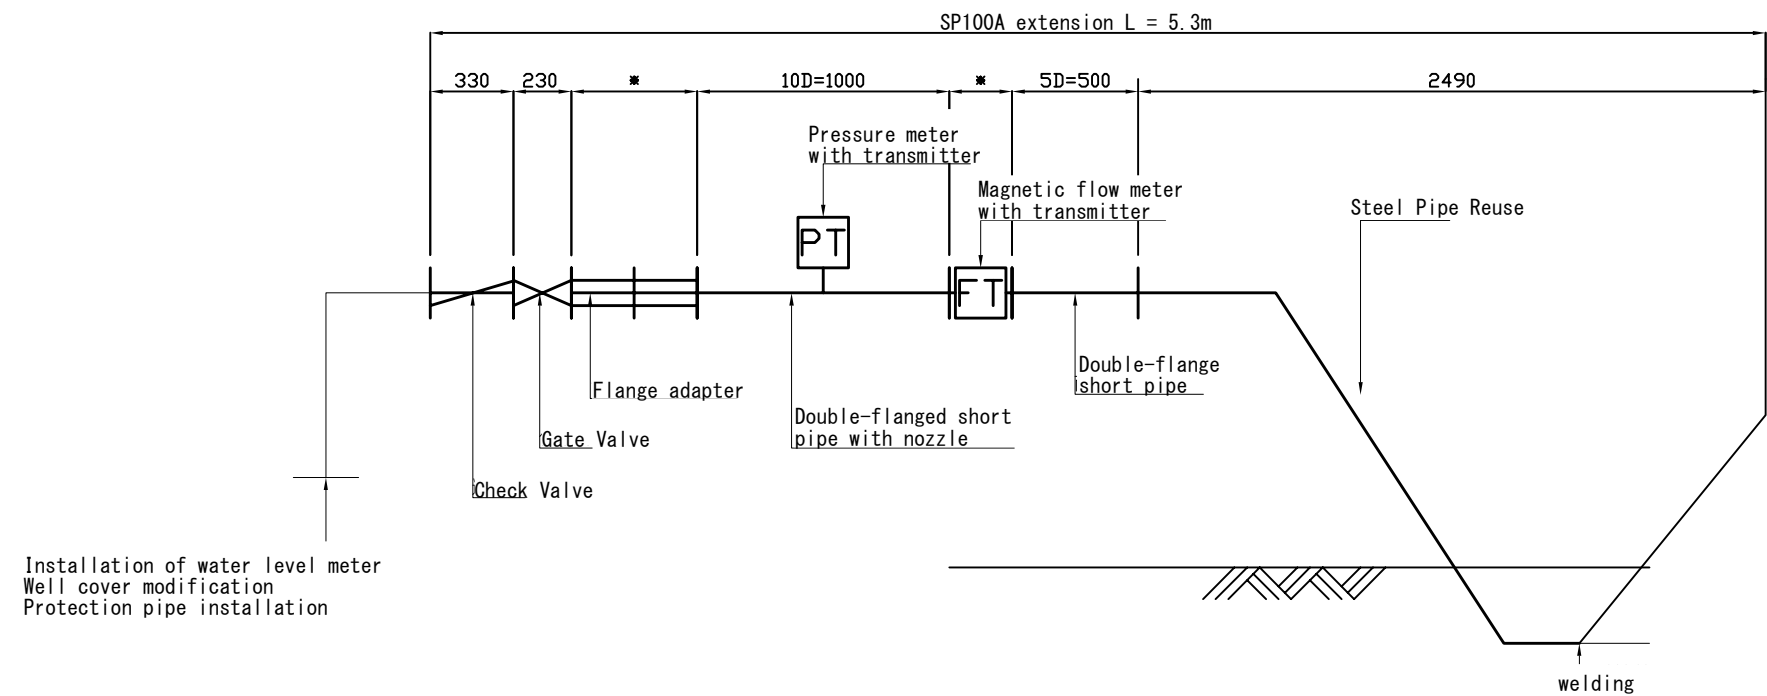 SP100A extension L = 5.3m
330
230
※
10D=1000
※
5D=500
2490
Pressure meter
with transmitter
Magnetic flow meter
with transmitter
Steel Pipe Reuse
PT
FT
Double-flange
short pipe
Flange adapter
Double-flanged short
pipe with nozzle
Gate Valve
Check Valve
Installation of water level meter
Well cover modification
Protection pipe installation
welding